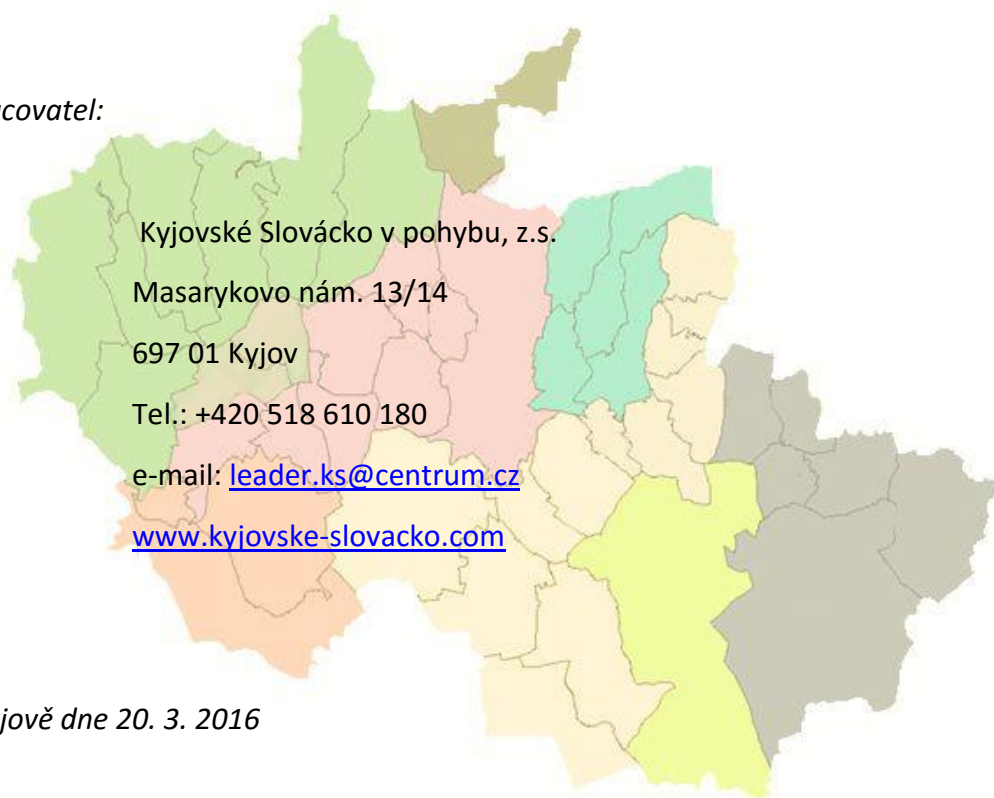 acovatel:
Kyjovské Slovácko v pohybu, z.s.
Masarykovo nám. 13/14
697 01 Kyjov
Tel.: +420 518 610 180
e-mail: leader.ks@centrum.cz
www.kyjovske-slovacko.com
jově dne 20. 3. 2016